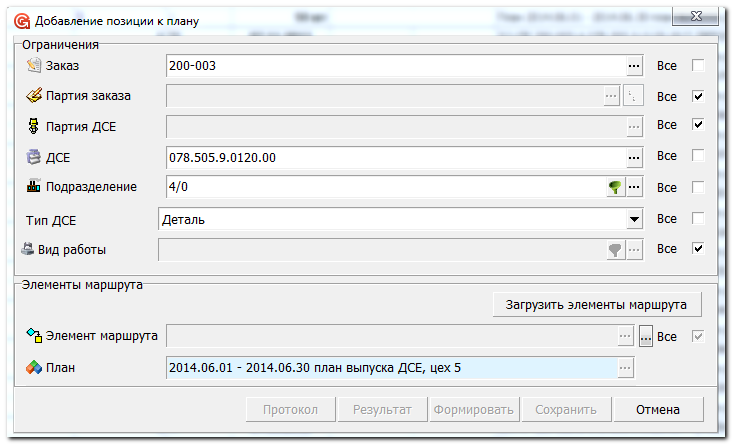 Добавление позиции к плану
Ограничения
Заказ 200-003 ... Все
Партия заказа ... Все
Партия ДСЕ ... Все
ДСЕ 078.505.9.0120.00 ... Все
Подразделение 4/0 ... Все
Тип ДСЕ Деталь Все
Вид работы ... Все
Элементы маршрута
Загрузить элементы маршрута
Элемент маршрута ... ... Все
План 2014.06.01 - 2014.06.30 план выпуска ДСЕ, цех 5 ...
Протокол Результат Формировать Сохранить Отмена